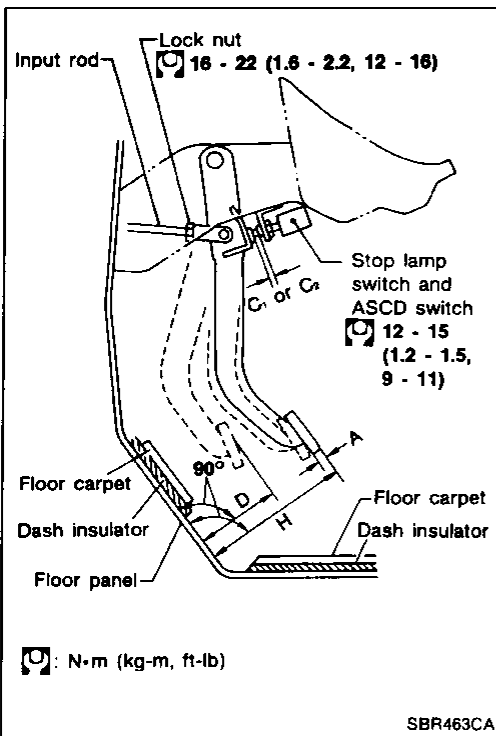 Lock nut
16 - 22 (1.6 - 2.2, 12 - 16)
Input rod
Stop lamp
switch and
ASCD switch
12 - 15
(1.2 - 1.5,
9 - 11)
C₁ or C₂
A
90°
D
H
Floor carpet
Dash insulator
Floor panel
Floor carpet
Dash insulator
: N•m (kg-m, ft-lb)
SBR463CA